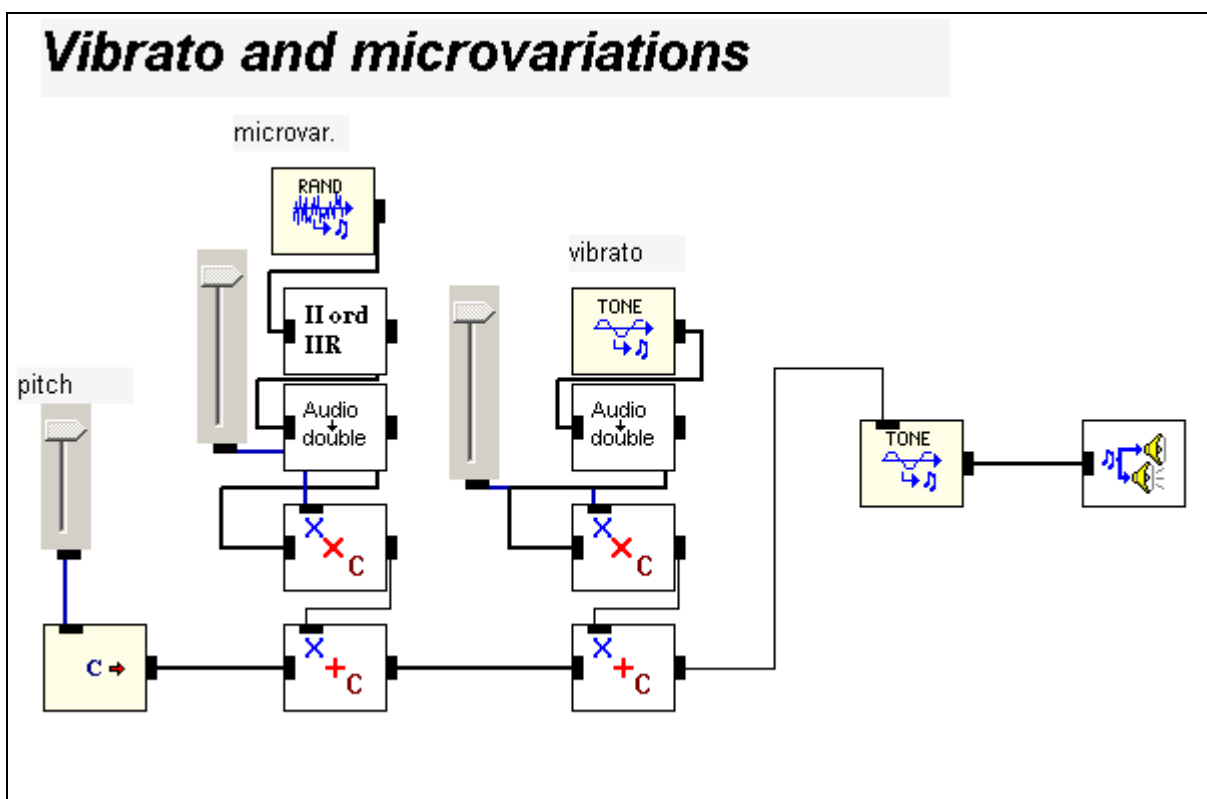 Vibrato and microvariations
microvar.
RAND
vibrato
II ord
IIR
TONE
pitch
Audio
double
Audio
double
TONE
X
× C
X
× C
C
X
+ C
X
+ C